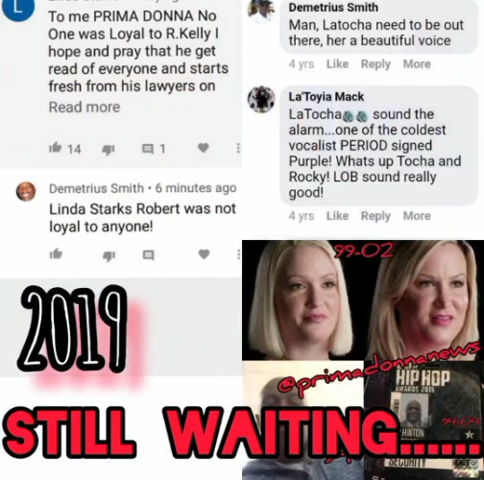 L
To me PRIMA DONNA No
One was Loyal to R.Kelly I
hope and pray that he get
read of everyone and starts
fresh from his lawyers on
Read more
14
1
Demetrius Smith • 6 minutes ago
Linda Starks Robert was not
loyal to anyone!
Demetrius Smith
Man, Latocha need to be out
there, her a beautiful voice
4 yrs Like Reply More
La'Toyia Mack
LaTocha sound the
alarm...one of the coldest
vocalist PERIOD signed
Purple! Whats up Tocha and
Rocky! LOB sound really
good!
4 yrs Like Reply More
99-02
@primadonnanews
HIP HOP
AWARDS 2015
HINTON
SECURITY
2019
STILL WAITING......